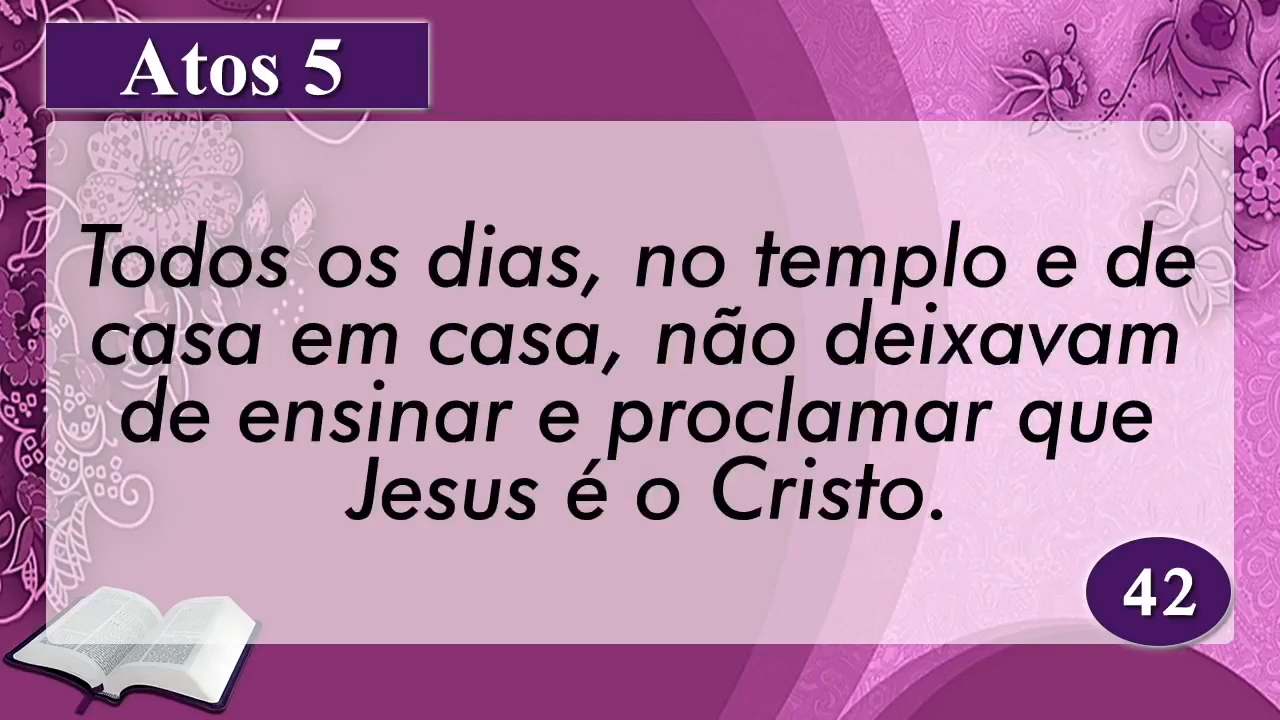 Atos 5
Todos os dias, no templo e de
casa em casa, não deixavam
de ensinar e proclamar que
Jesus é o Cristo.
42